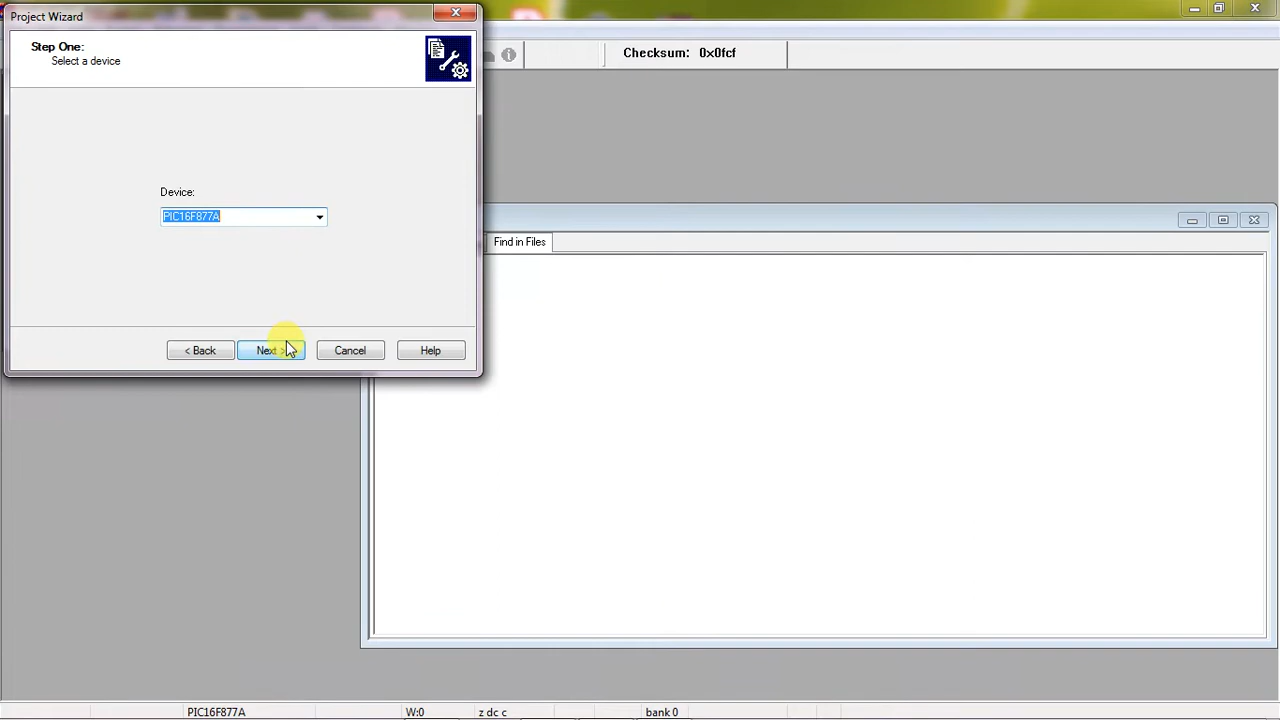 Project Wizard
Step One:
Select a device
Checksum: 0x0fcf
Device:
PIC16F877A
Find in Files
< Back
Next >
Cancel
Help
PIC16F877A
W:0
z dc c
bank 0